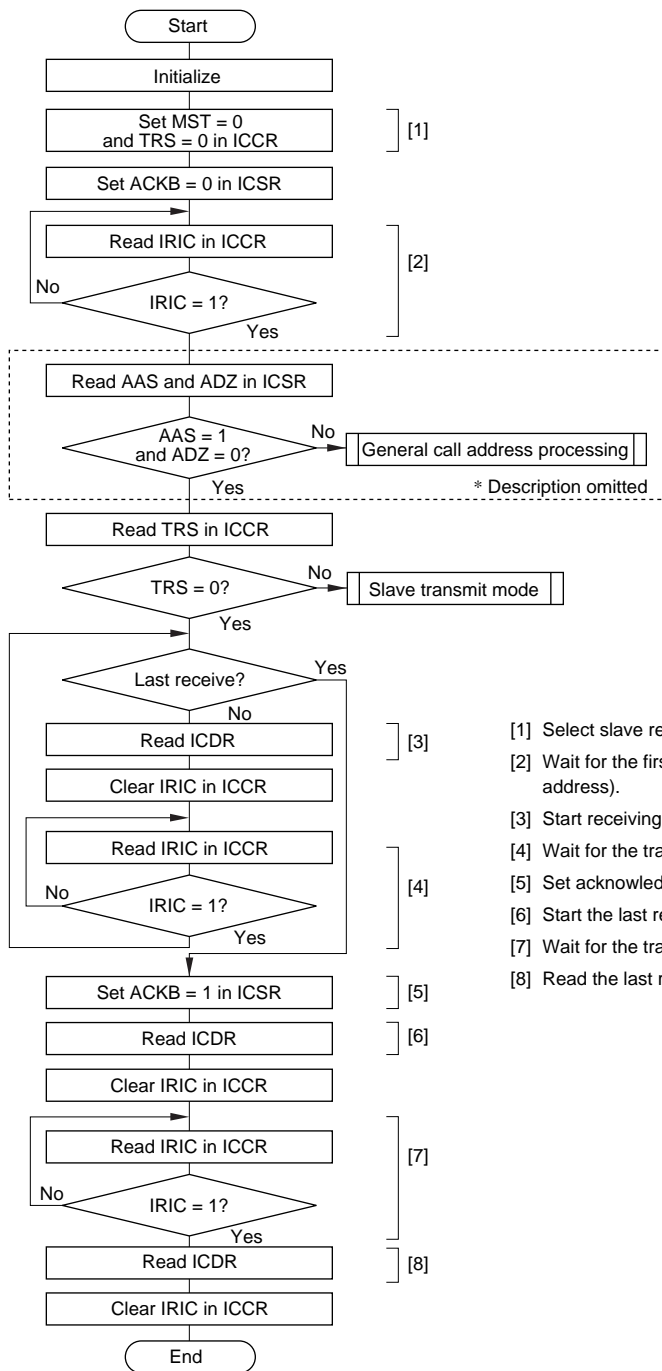 Start
Initialize
Set MST = 0
and TRS = 0 in ICCR
[1]
Set ACKB = 0 in ICSR
Read IRIC in ICCR
[2]
No
IRIC = 1?
Yes
Read AAS and ADZ in ICSR
AAS = 1
and ADZ = 0?
No
General call address processing
Yes
* Description omitted
Read TRS in ICCR
TRS = 0?
No
Slave transmit mode
Yes
Last receive?
Yes
No
Read ICDR
[3]
Clear IRIC in ICCR
Read IRIC in ICCR
[4]
No
IRIC = 1?
Yes
Set ACKB = 1 in ICSR
[5]
Read ICDR
[6]
Clear IRIC in ICCR
Read IRIC in ICCR
[7]
No
IRIC = 1?
Yes
Read ICDR
[8]
Clear IRIC in ICCR
End
[1] Select slave
[2] Wait for the
address).
[3] Start receiving
[4] Wait for the
[5] Set
[6] Start the last
[7] Wait for the
[8] Read the last